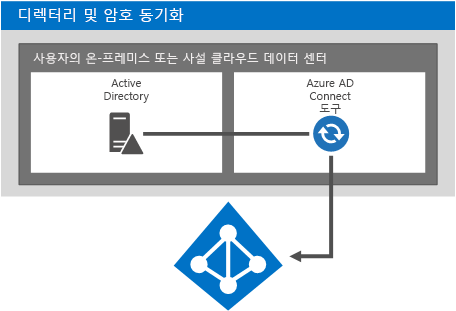 디렉터리 및 암호 동기화
사용자의 온-프레미스 또는 사설 클라우드 데이터 센터
Active
Directory
Azure AD
Connect
도구